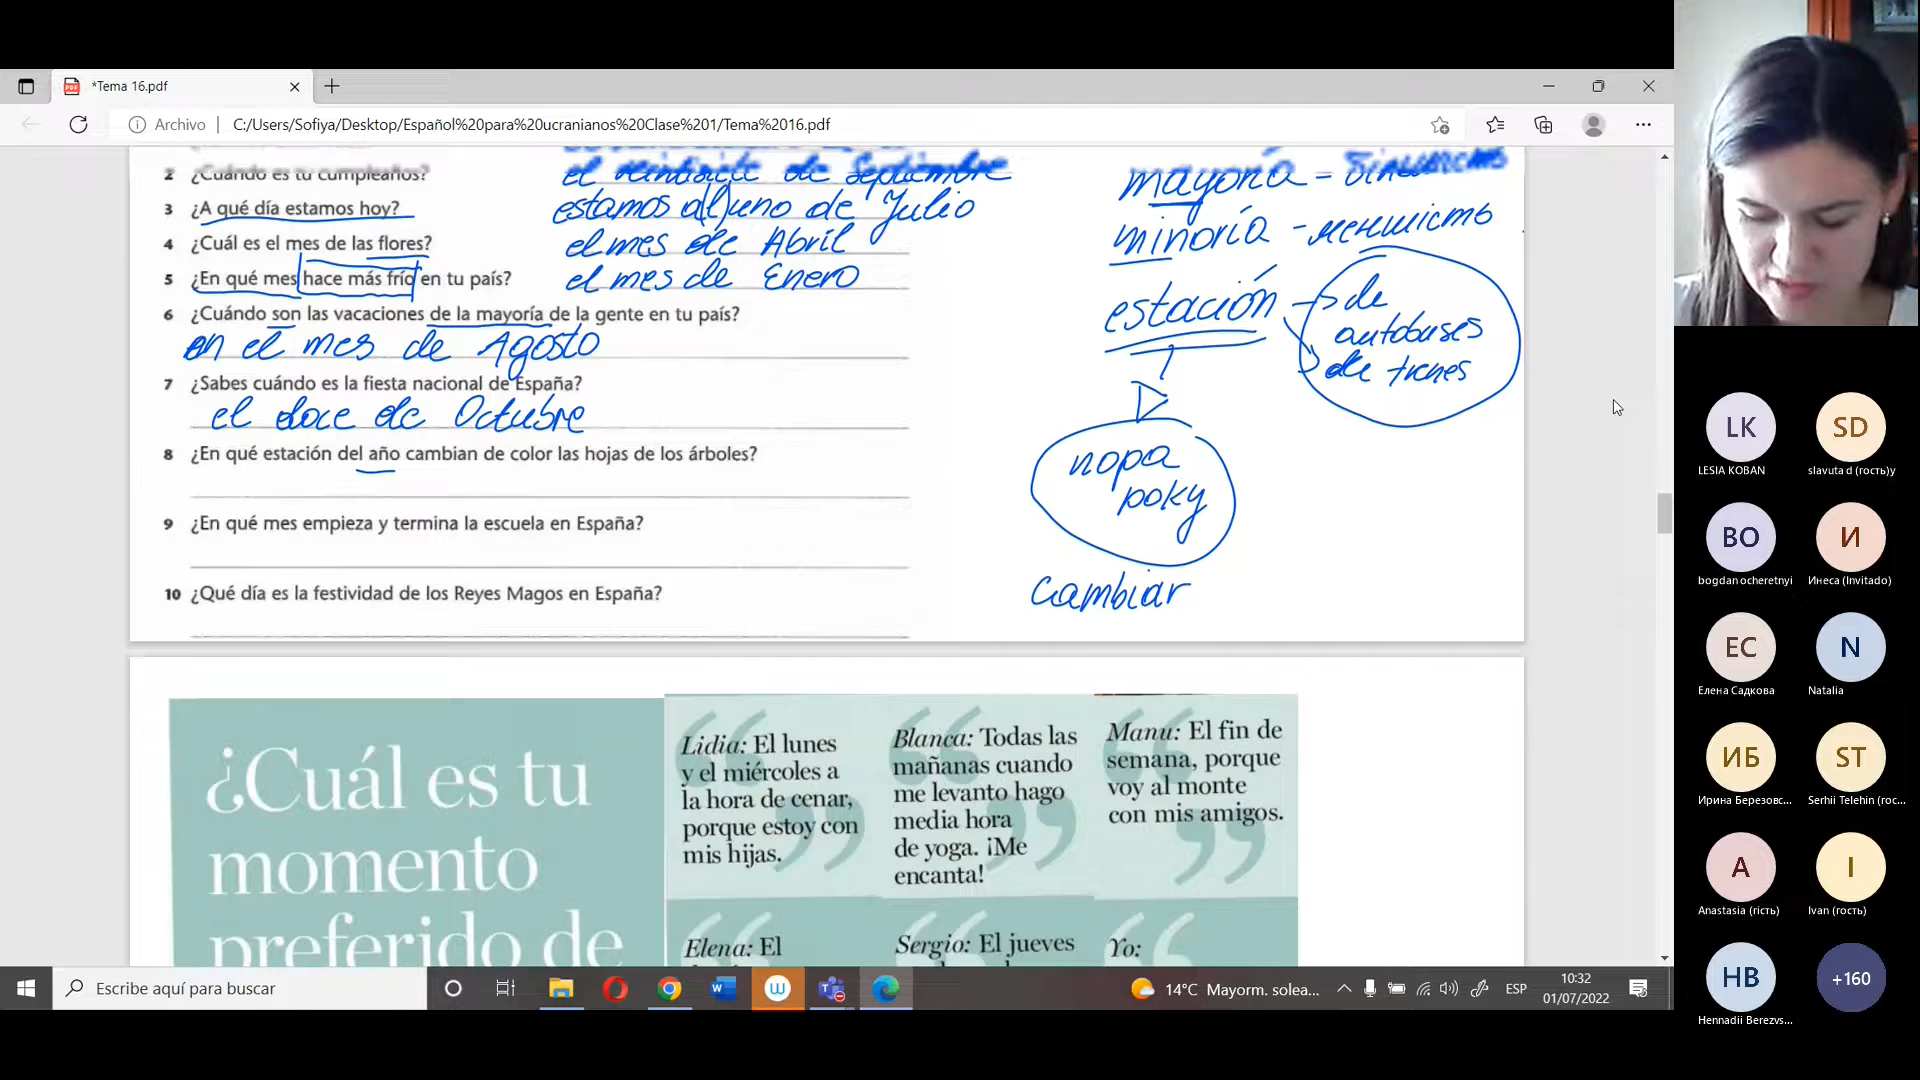 *Tema 16.pdf
Archivo
C:/Users/Sofiya/Desktop/Español%20para%20ucranianos%20Clase%201/Tema%2016.pdf
2 ¿Cuándo es tu cumpleaños?
el veintisiete de Septiembre
3 ¿A qué día estamos hoy?
estamos a(l) uno de Julio
4 ¿Cuál es el mes de las flores?
el mes de Abril
5 ¿En qué mes hace más frío en tu país?
el mes de Enero
6 ¿Cuándo son las vacaciones de la mayoría de la gente en tu país?
en el mes de Agosto
7 ¿Sabes cuándo es la fiesta nacional de España?
el doce de Octubre
8 ¿En qué estación del año cambian de color las hojas de los árboles?
9 ¿En qué mes empieza y termina la escuela en España?
10 ¿Qué día es la festividad de los Reyes Magos en España?
mayoría -
minoría - меншість
estación
de
autobuses
de trenes
пора
року
cambiar
¿Cuál es tu
momento
preferido de
Lidia: El lunes
y el miércoles a
la hora de cenar,
porque estoy con
mis hijas.
Blanca: Todas las
mañanas cuando
me levanto hago
media hora
de yoga. ¡Me
encanta!
Manu: El fin de
semana, porque
voy al monte
con mis amigos.
Elena: El
Sergio: El jueves
Yo:
Escribe aquí para buscar
14°C Mayorm. solea...
ESP
10:32
01/07/2022
LK
LESIA KOBAN
SD
slavuta d (гость)y
BO
bogdan ocheretnyi
И
Инеса (Invitado)
EC
Елена Садкова
N
Natalia
ИБ
Ирина Березовс...
ST
Serhii Telehin (гос...
A
Anastasia (гість)
I
Ivan (гость)
HB
Hennadii Berezvs...
+160